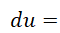 du =